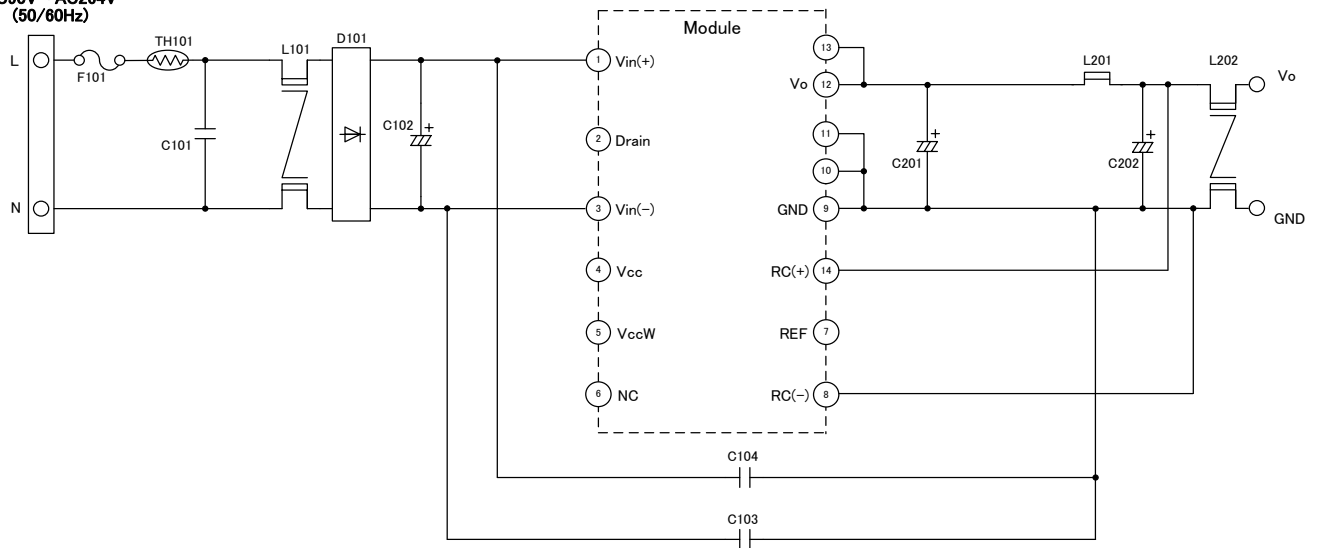 (50/60Hz)
L
F101
TH101
C101
L101
D101
C102
N
Module
1 Vin(+)
2 Drain
3 Vin(-)
4 Vcc
5 VccW
6 NC
13
Vo 12
11
10
GND 9
RC(+) 14
REF 7
RC(-) 8
C201
L201
C202
L202
Vo
GND
C104
C103